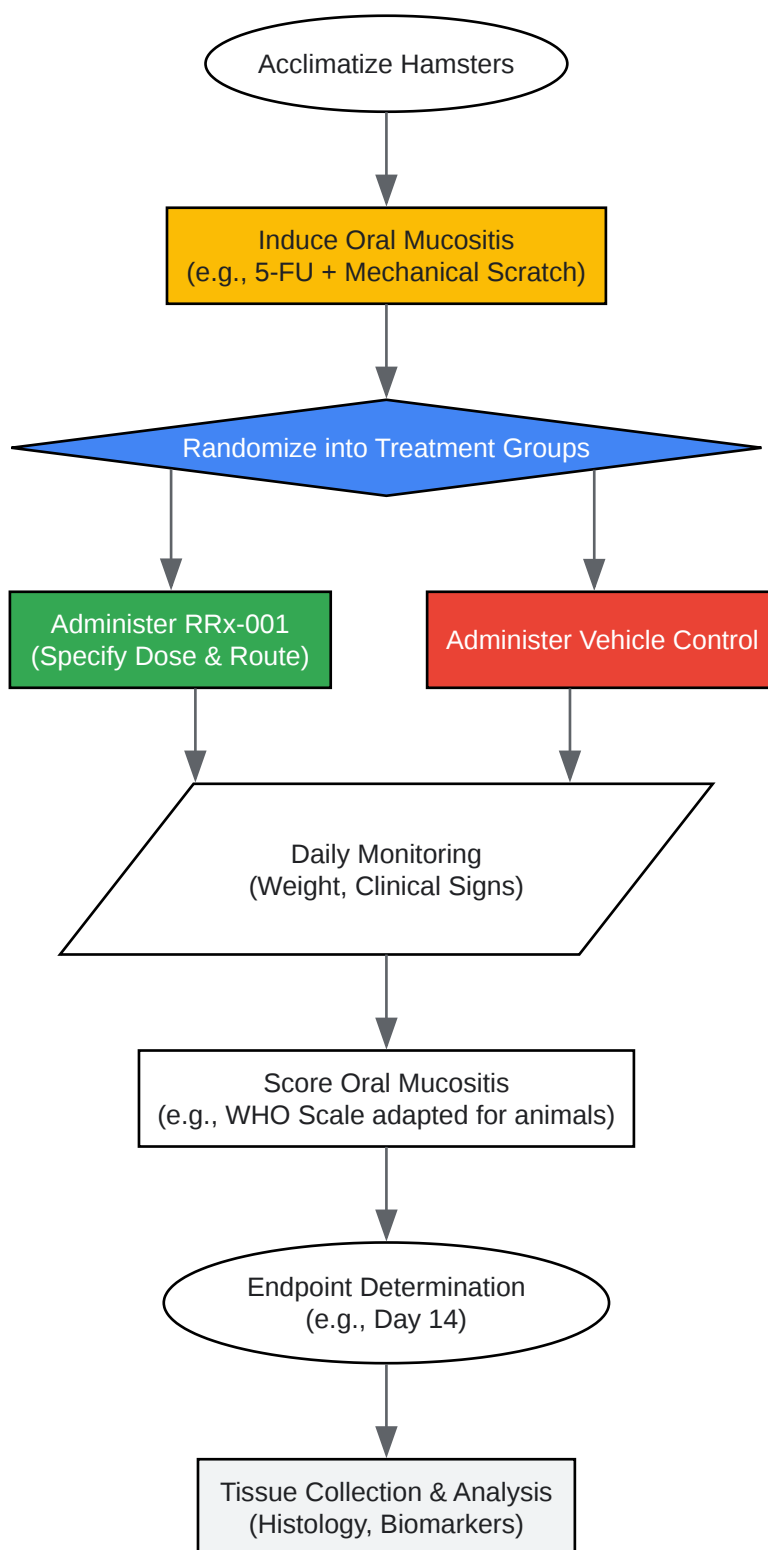 Acclimatize Hamsters
Induce Oral Mucositis
(e.g., 5-FU + Mechanical Scratch)
Randomize into Treatment Groups
Administer RRx-001
(Specify Dose & Route)
Administer Vehicle Control
Daily Monitoring
(Weight, Clinical Signs)
Score Oral Mucositis
(e.g., WHO Scale adapted for animals)
Endpoint Determination
(e.g., Day 14)
Tissue Collection & Analysis
(Histology, Biomarkers)